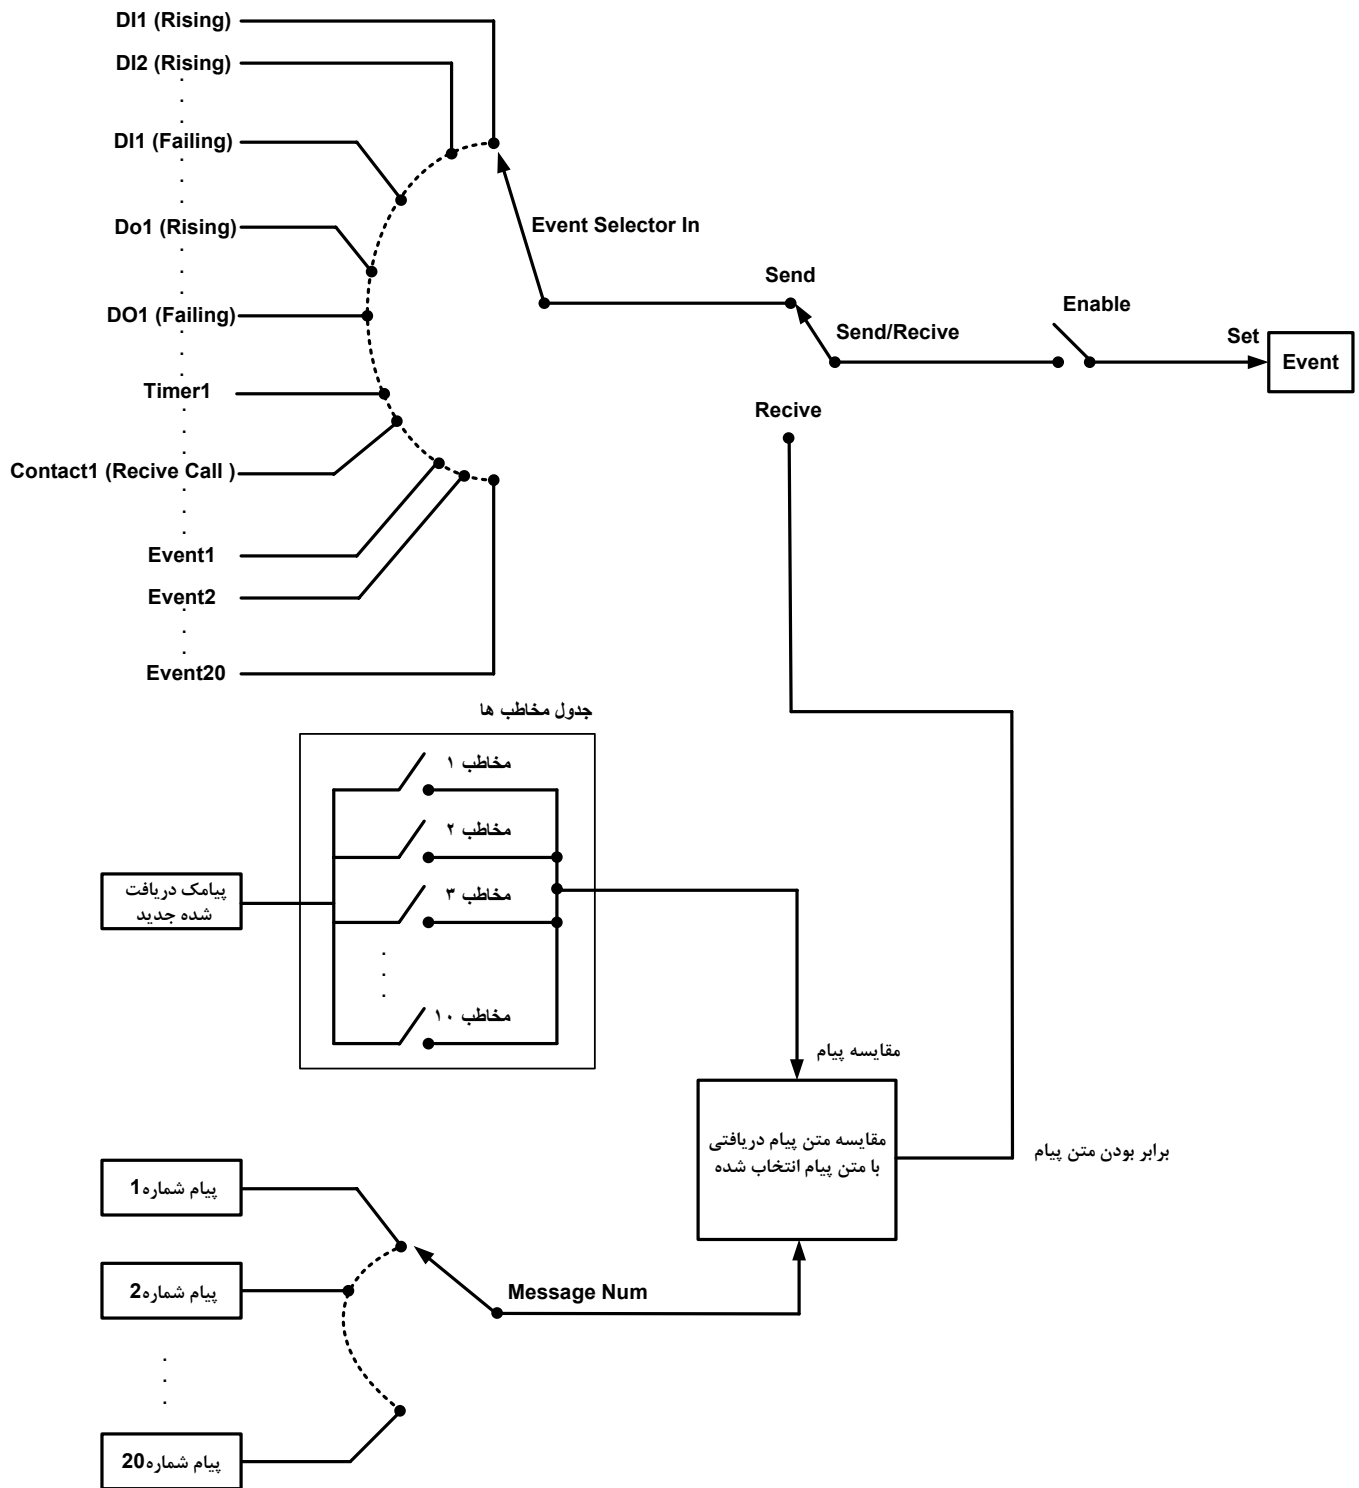 DI1 (Rising)
DI2 (Rising)
DI1 (Failing)
Do1 (Rising)
Event Selector In
Send
Enable
DO1 (Failing)
Send/Recive
Set
Event
Timer1
Recive
Contact1 (Recive Call )
Event1
Event2
Event20
جدول مخاطب ها
مخاطب ۱
مخاطب ۲
پیامک دریافت
شده جدید
مخاطب ۳
مخاطب ۱۰
مقایسه پیام
مقایسه متن پیام دریافتی
با متن پیام انتخاب شده
برابر بودن متن پیام
پیام شماره1
پیام شماره2
Message Num
پیام شماره20